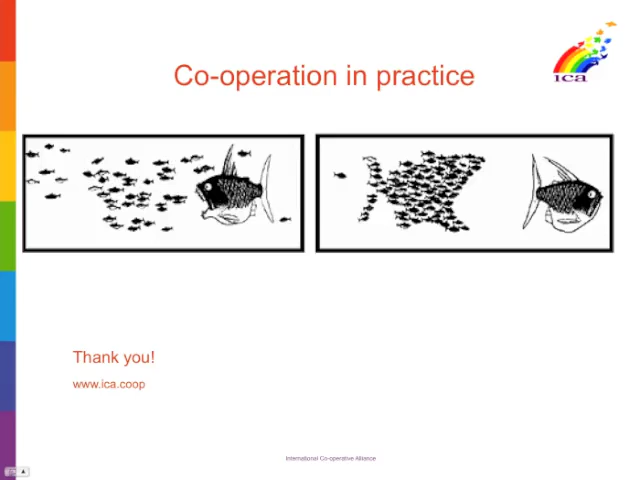 Co-operation in practice
ica
Thank you!
www.ica.coop
International Co-operative Alliance